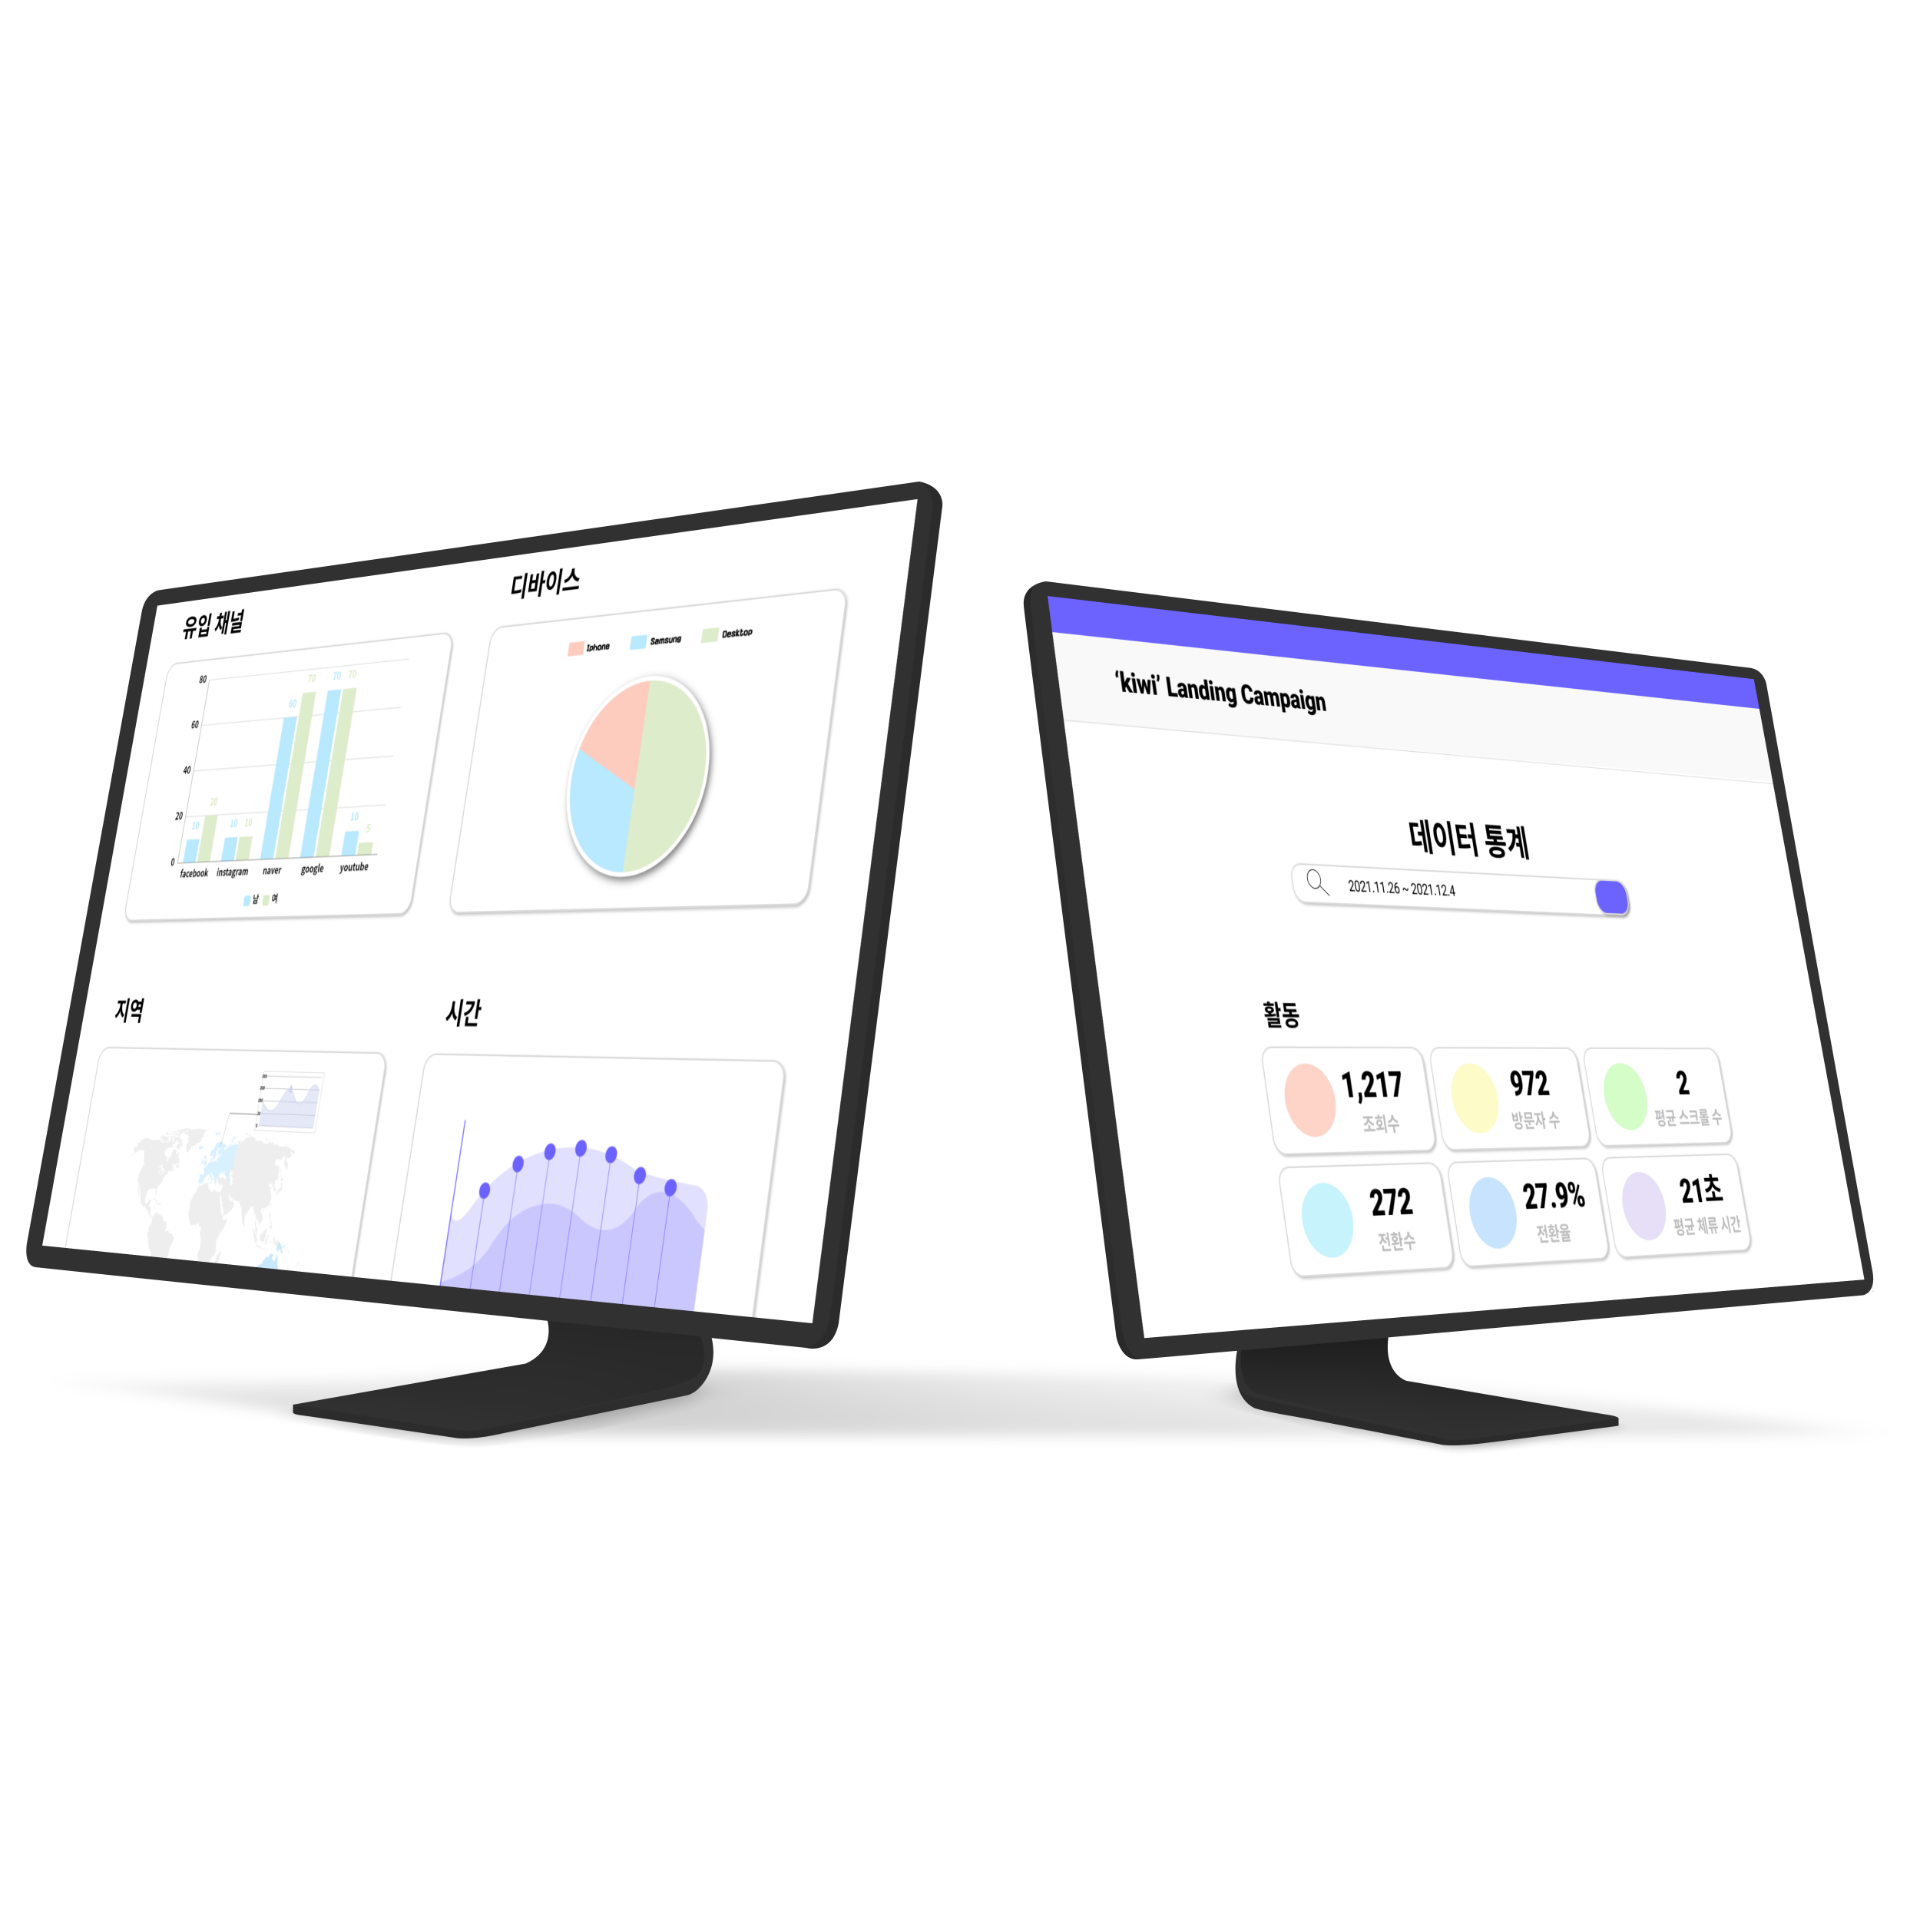 유입 채널
80
60
40
20
0
10 20 10 10 60 70 70 70 10 5
facebook instagram naver google youtube
남 여
디바이스
Iphone Samsung Desktop
지역
시간
‘kiwi’ Landing Campaign
데이터 통계
2021.11.26 ~ 2021.12.4
활동
1,217
조회수
972
방문자 수
2
평균 스크롤 수
272
전환수
27.9%
전환율
21초
평균 체류 시간